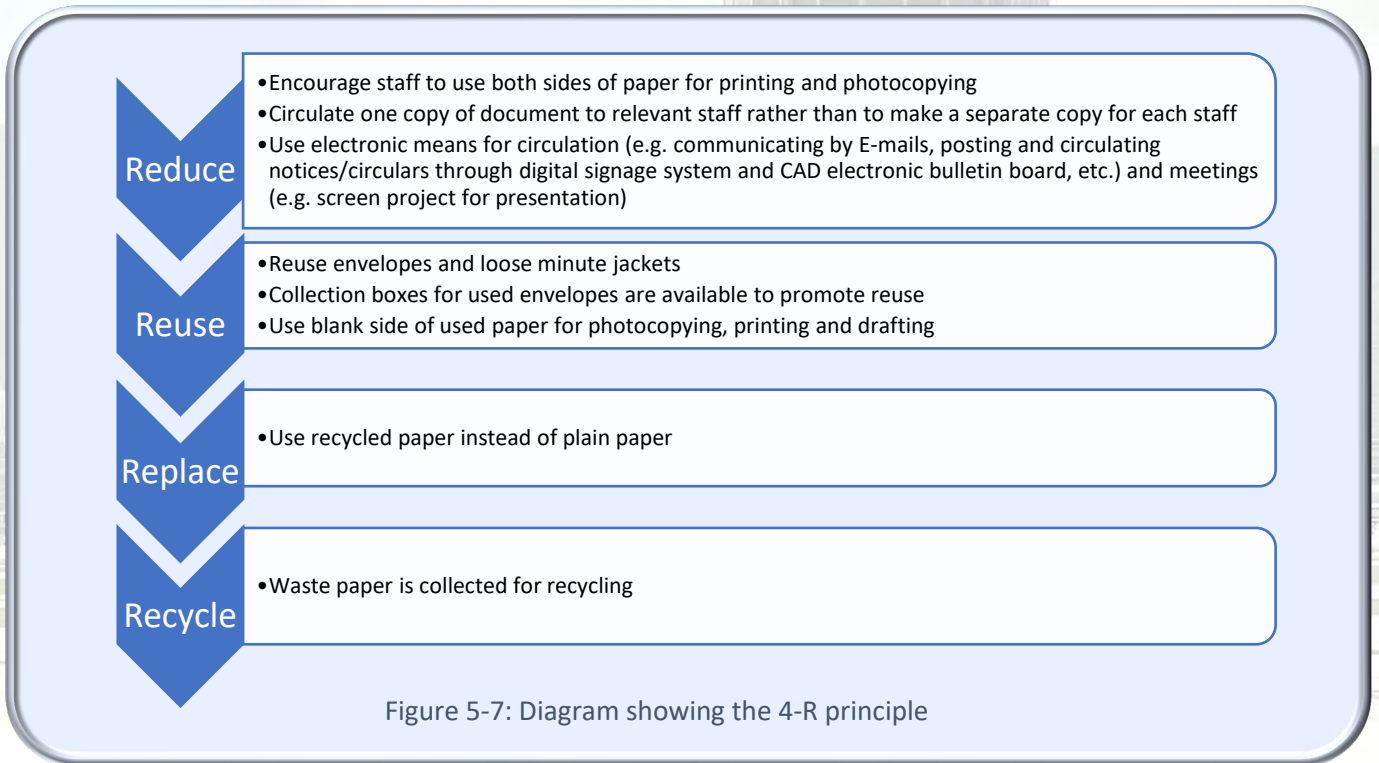 Reduce
•Encourage staff to use both sides of paper for printing and photocopying
•Circulate one copy of document to relevant staff rather than to make a separate copy for each staff
•Use electronic means for circulation (e.g. communicating by E-mails, posting and circulating
notices/circulars through digital signage system and CAD electronic bulletin board, etc.) and meetings
(e.g. screen project for presentation)
Reuse
•Reuse envelopes and loose minute jackets
•Collection boxes for used envelopes are available to promote reuse
•Use blank side of used paper for photocopying, printing and drafting
Replace
•Use recycled paper instead of plain paper
Recycle
•Waste paper is collected for recycling
Figure 5-7: Diagram showing the 4-R principle